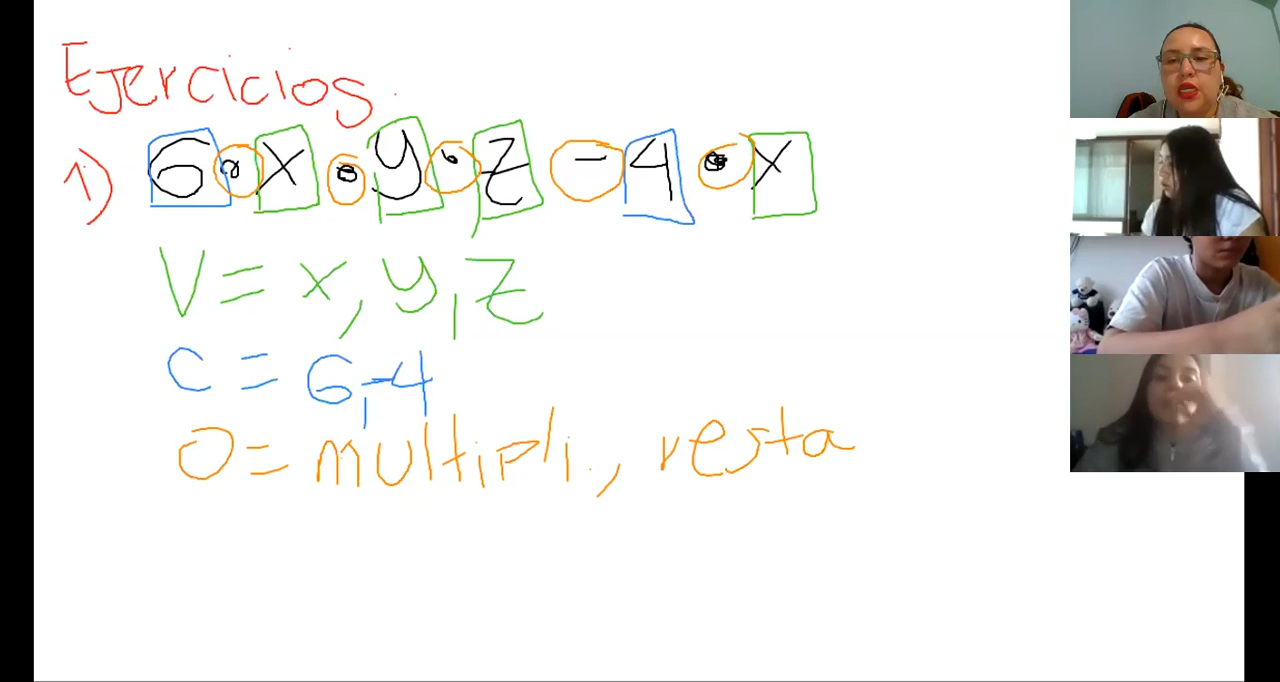 Ejercicios.
1) 6 · x · y · z - 4 · x
V = x, y, z
C = 6, -4
O = multipli., resta